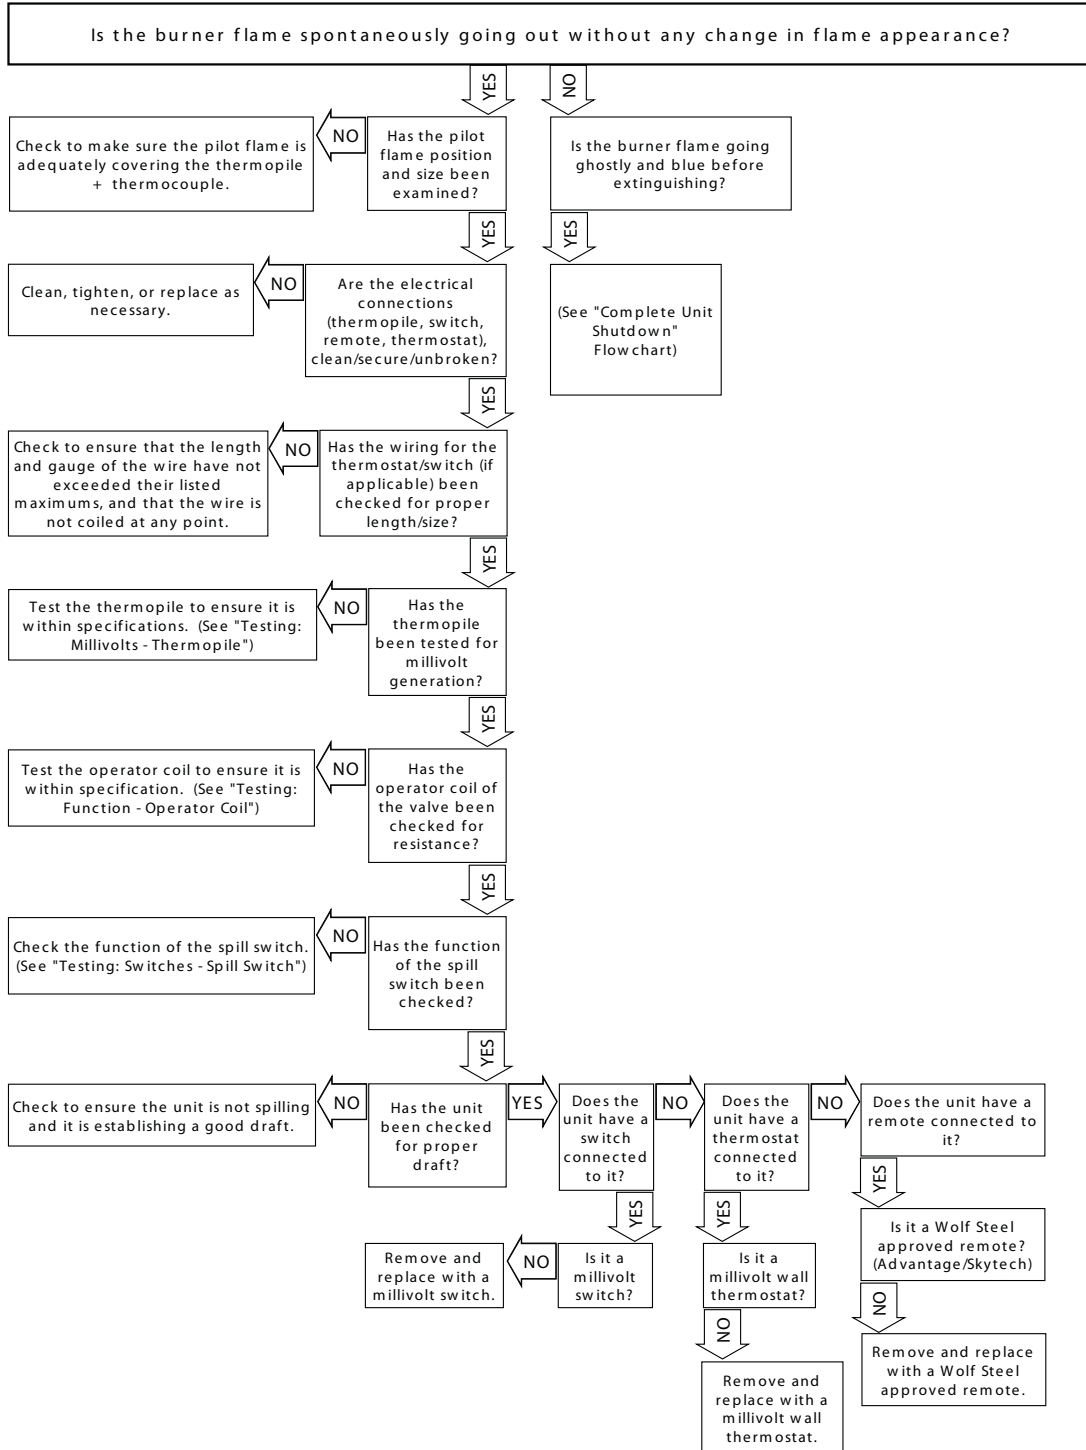 Is the burner flame spontaneously going out without any change in flame appearance?
YES
NO
Check to make sure the pilot flame is
adequately covering the thermopile
+ thermocouple.
NO
Has the pilot
flame position
and size been
examined?
Is the burner flame going
ghostly and blue before
extinguishing?
YES
YES
Clean, tighten, or replace as
necessary.
NO
Are the electrical
connections
(thermopile, switch,
remote, thermostat),
clean/secure/unbroken?
(See "Complete Unit
Shutdown"
Flowchart)
YES
Check to ensure that the length
and gauge of the wire have not
exceeded their listed
maximums, and that the wire is
not coiled at any point.
NO
Has the wiring for the
thermostat/switch (if
applicable) been
checked for proper
length/size?
YES
Test the thermopile to ensure it is
within specifications. (See "Testing:
Millivolts - Thermopile")
NO
Has the
thermopile
been tested for
millivolt
generation?
YES
Test the operator coil to ensure it is
within specification. (See "Testing:
Function - Operator Coil")
NO
Has the
operator coil of
the valve been
checked for
resistance?
YES
Check the function of the spill switch.
(See "Testing: Switches - Spill Switch")
NO
Has the function
of the spill
switch been
checked?
YES
Check to ensure the unit is not spilling
and it is establishing a good draft.
NO
Has the unit
been checked
for proper
draft?
YES
Does the
unit have a
switch
connected
to it?
NO
Does the
unit have a
thermostat
connected
to it?
NO
Does the unit have a
remote connected to
it?
YES
YES
YES
Remove and
replace with a
millivolt switch.
NO
Is it a
millivolt
switch?
Is it a
millivolt wall
thermostat?
Is it a Wolf Steel
approved remote?
(Advantage/Skytech)
NO
NO
Remove and
replace with a
millivolt wall
thermostat.
Remove and replace
with a Wolf Steel
approved remote.